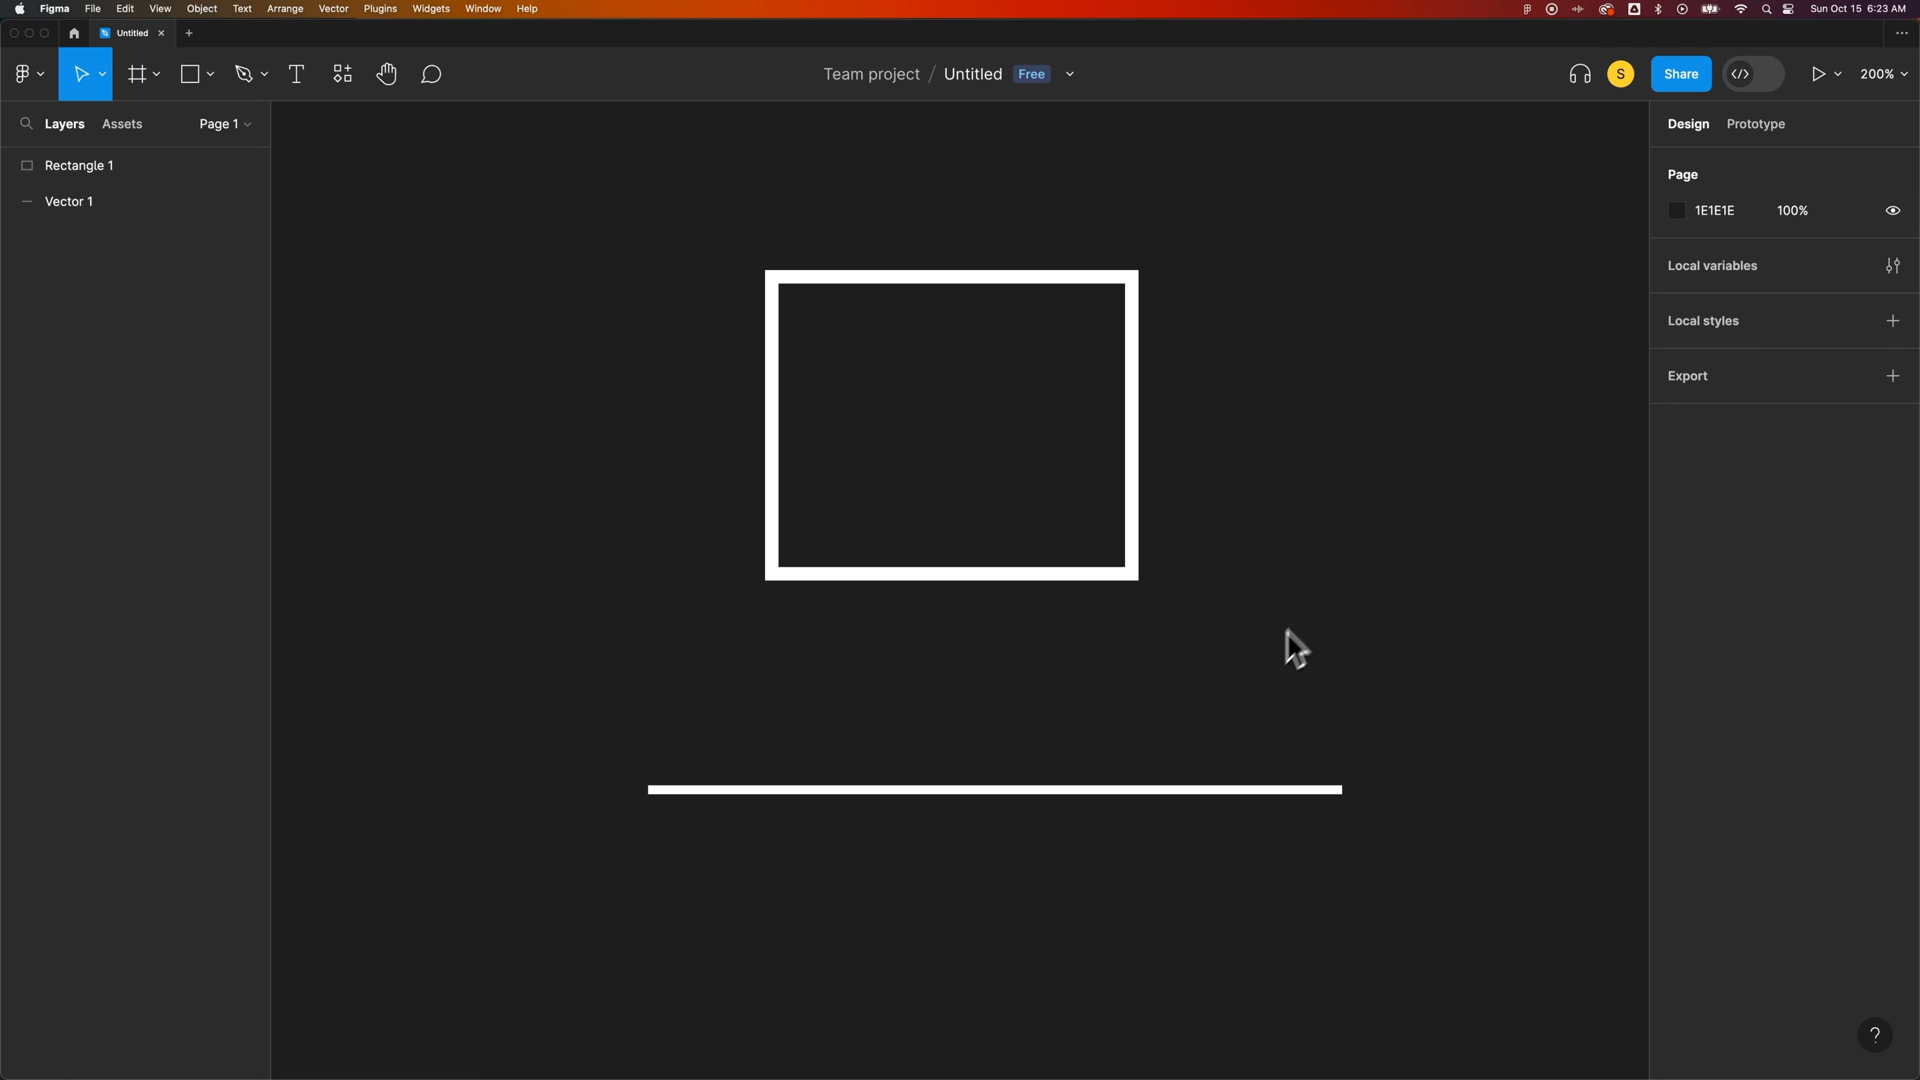 Figma File Edit View Object Text Arrange Vector Plugins Widgets Window Help Sun Oct 15 6:23 AM
Untitled
Team project / Untitled Free S Share 200%
Layers Assets Page 1 Design Prototype
Rectangle 1
Page
Vector 1
1E1E1E 100%
Local variables
Local styles
Export
?